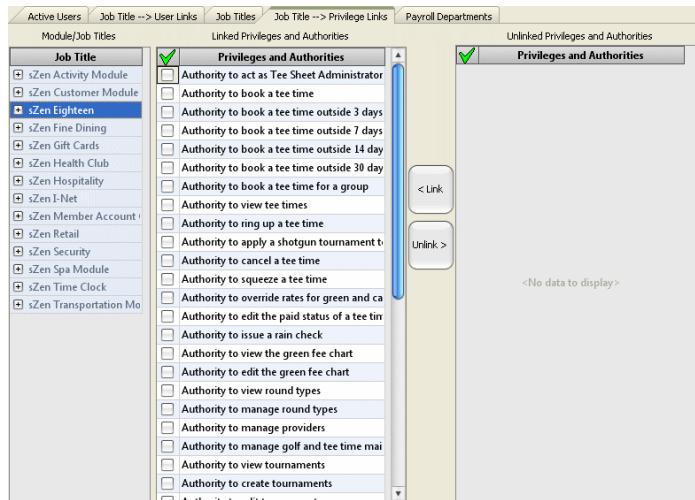 Active Users
Job Title --> User Links
Job Titles
Job Title --> Privilege Links
Payroll Departments
Module/Job Titles
Linked Privileges and Authorities
Unlinked Privileges and Authorities
Job Title
sZen Activity Module
sZen Customer Module
sZen Eighteen
sZen Fine Dining
sZen Gift Cards
sZen Health Club
sZen Hospitality
sZen I-Net
sZen Member Account
sZen Retail
sZen Security
sZen Spa Module
sZen Time Clock
sZen Transportation Mo
Privileges and Authorities
Authority to act as Tee Sheet Administrator
Authority to book a tee time
Authority to book a tee time outside 3 days
Authority to book a tee time outside 7 days
Authority to book a tee time outside 14 day
Authority to book a tee time outside 30 day
Authority to book a tee time for a group
Authority to view tee times
Authority to ring up a tee time
Authority to apply a shotgun tournament t
Authority to cancel a tee time
Authority to squeeze a tee time
Authority to override rates for green and ca
Authority to edit the paid status of a tee tim
Authority to issue a rain check
Authority to view the green fee chart
Authority to edit the green fee chart
Authority to view round types
Authority to manage round types
Authority to manage providers
Authority to manage golf and tee time mai
Authority to view tournaments
Authority to create tournaments
< Link
Unlink >
Privileges and Authorities
<No data to display>